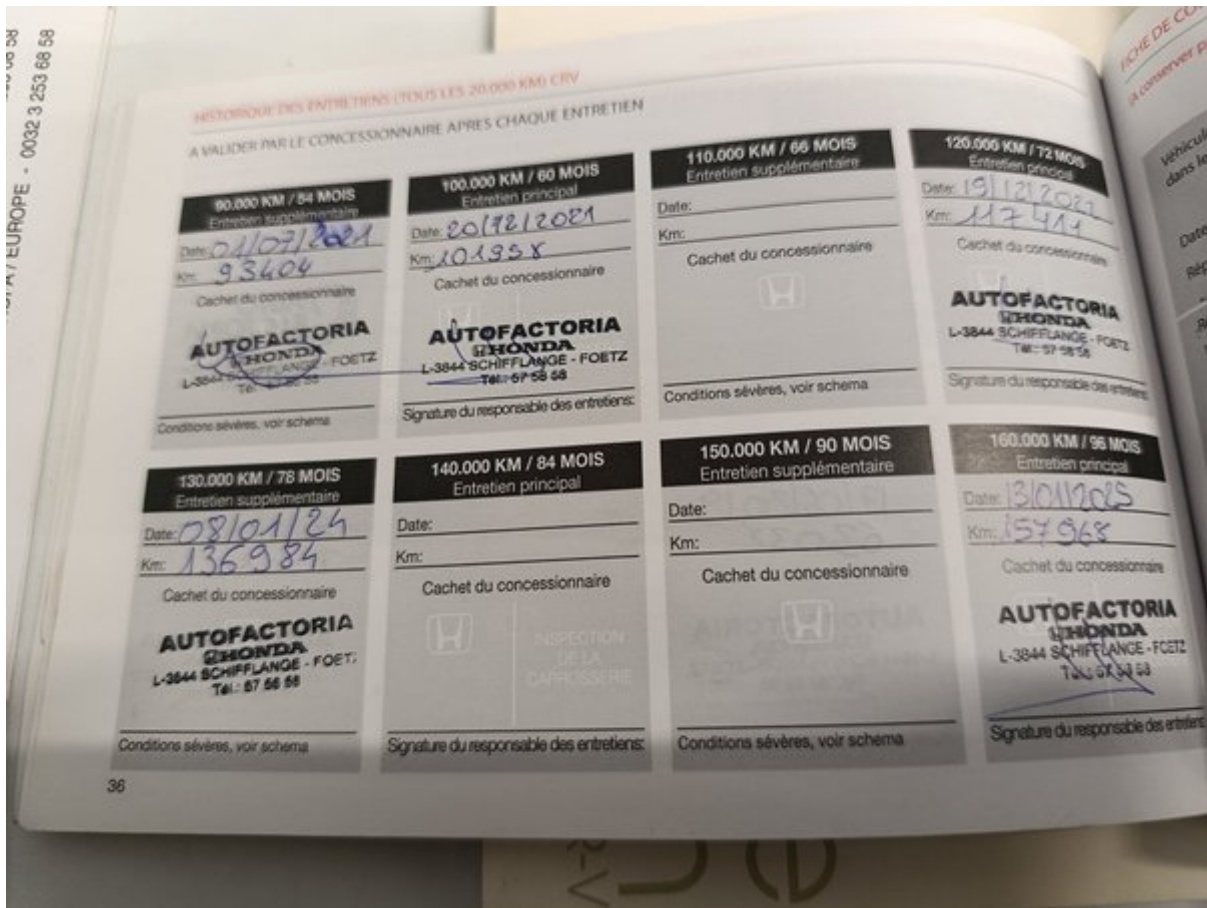 EUROPE - 0032 3 253 68 58
HISTORIQUE DES ENTRETIENS (TOUS LES 20.000 KM) CRV
A VALIDER PAR LE CONCESSIONNAIRE APRES CHAQUE ENTRETIEN
90.000 KM / 54 MOIS
Entretien supplémentaire
Date: 01/07/2021
Km: 93404
Cachet du concessionnaire
AUTOFACTORIA
HONDA
L-3844 SCHIFFLANGE - FOETZ
Conditions sévères, voir schema
100.000 KM / 60 MOIS
Entretien principal
Date: 20/12/2021
Km: 101958
Cachet du concessionnaire
AUTOFACTORIA
HONDA
L-3844 SCHIFFLANGE - FOETZ
Tél.: 57 58 58
Signature du responsable des entretiens:
110.000 KM / 66 MOIS
Entretien supplémentaire
Date:
Km:
Cachet du concessionnaire
Conditions sévères, voir schema
120.000 KM / 72 MOIS
Entretien principal
Date: 19/12/2022
Km: 117411
Cachet du concessionnaire
AUTOFACTORIA
HONDA
L-3844 SCHIFFLANGE - FOETZ
Tél.: 57 58 58
Signature du responsable des entretiens:
130.000 KM / 78 MOIS
Entretien supplémentaire
Date: 08/01/24
Km: 136984
Cachet du concessionnaire
AUTOFACTORIA
HONDA
L-3844 SCHIFFLANGE - FOETZ
Tél.: 57 58 58
Conditions sévères, voir schema
140.000 KM / 84 MOIS
Entretien principal
Date:
Km:
Cachet du concessionnaire
INSPECTION
DE LA
CARROSSERIE
Signature du responsable des entretiens:
150.000 KM / 90 MOIS
Entretien supplémentaire
Date:
Km:
Cachet du concessionnaire
Conditions sévères, voir schema
160.000 KM / 96 MOIS
Entretien principal
Date: 13/01/2025
Km: 157968
Cachet du concessionnaire
AUTOFACTORIA
HONDA
L-3844 SCHIFFLANGE - FOETZ
Tél.: 57 58 58
Signature du responsable des entretiens
36
FICHE DE